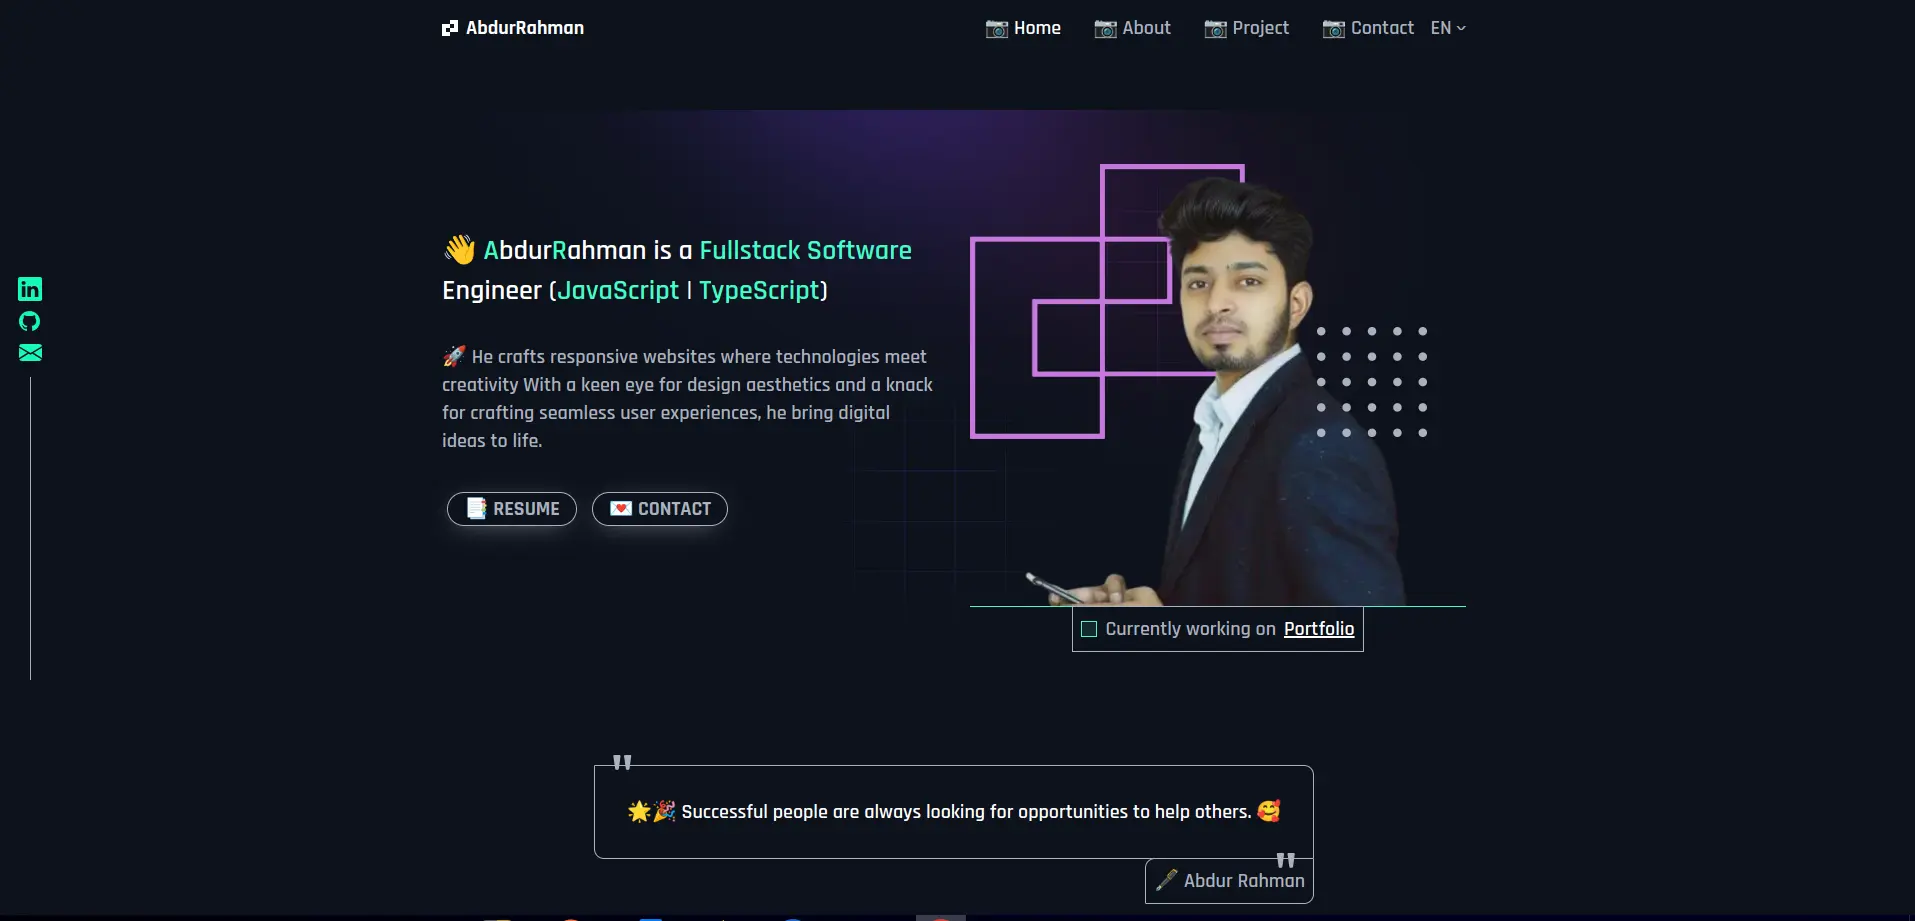 AbdurRahman
📷 Home 📷 About 📷 Project 📷 Contact EN
👋 AbdurRahman is a Fullstack Software
Engineer (JavaScript | TypeScript)
🚀 He crafts responsive websites where technologies meet
creativity With a keen eye for design aesthetics and a knack
for crafting seamless user experiences, he bring digital
ideas to life.
📑 RESUME 💌 CONTACT
in
Currently working on Portfolio
"
🌟🎉 Successful people are always looking for opportunities to help others. 🥰
"
🖋️ Abdur Rahman